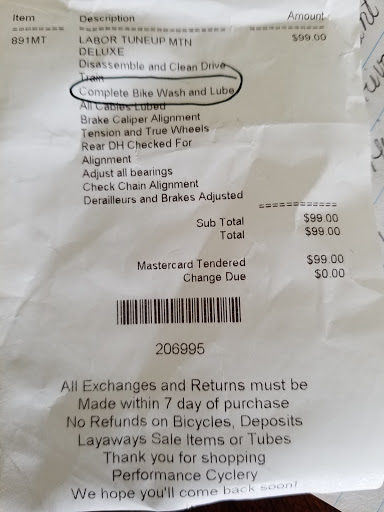 Item Description Amount
891MT LABOR TUNEUP MTN $99.00
DELUXE
Disassemble and Clean Drive
Train
Complete Bike Wash and Lube
All Cables Lubed
Brake Caliper Alignment
Tension and True Wheels
Rear DH Checked For
Alignment
Adjust all bearings
Check Chain Alignment
Derailleurs and Brakes Adjusted
Sub Total $99.00
Total $99.00
Mastercard Tendered $99.00
Change Due $0.00
206995
All Exchanges and Returns must be
Made within 7 day of purchase
No Refunds on Bicycles, Deposits
Layaways Sale Items or Tubes
Thank you for shopping
Performance Cyclery
We hope you'll come back soon!